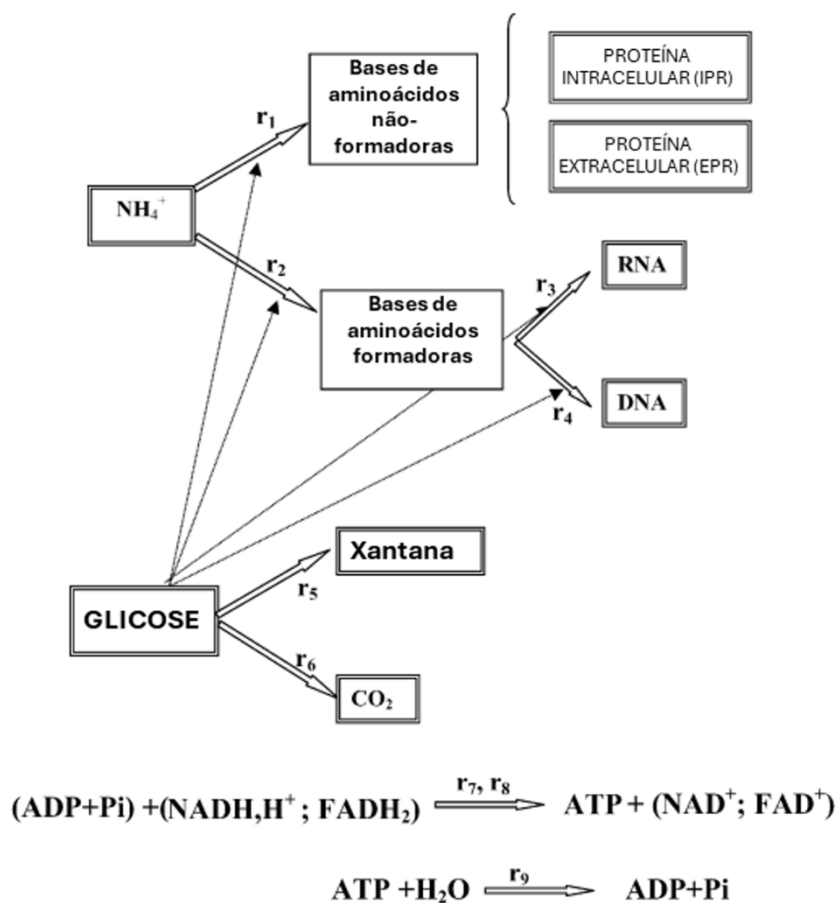 Bases de
aminoácidos
não-
formadoras
PROTEÍNA
INTRACELULAR (IPR)
PROTEÍNA
EXTRACELULAR (EPR)
r₁
NH₄⁺
r₂
Bases de
aminoácidos
formadoras
r₃
RNA
r₄
DNA
Xantana
r₅
GLICOSE
r₆
CO₂
(ADP+Pi) +(NADH,H⁺ ; FADH₂) r₇, r₈ ATP + (NAD⁺; FAD⁺)
ATP +H₂O r₉ ADP+Pi